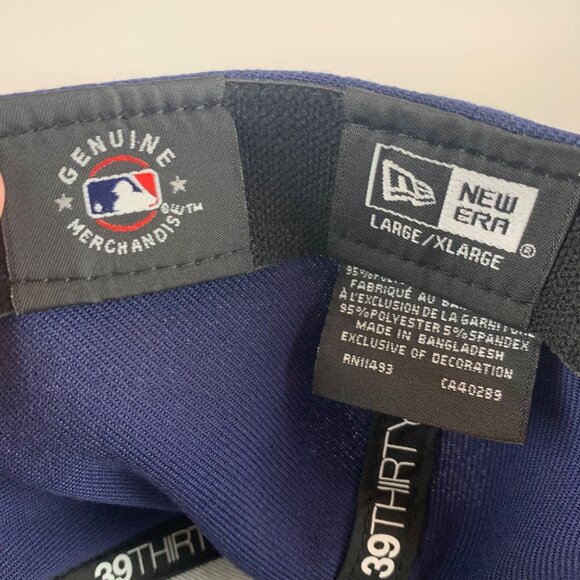 GENUINE
MERCHANDISE™
NEW
ERA
®
LARGE/XLARGE
FABRIQUÉ AU
À L'EXCLUSION DE LA GARNITURE
95% POLYESTER 5% SPANDEX
MADE IN BANGLADESH
EXCLUSIVE OF DECORATION
RN11493
CA40289
39THIRTY
39THIRTY